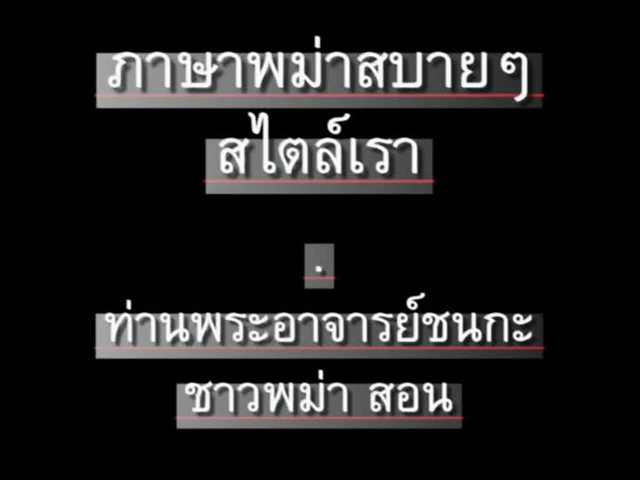 ภาษาพม่าสบายๆ
สไตล์เรา
.
ท่านพระอาจารย์ชนกะ
ชาวพม่า สอน